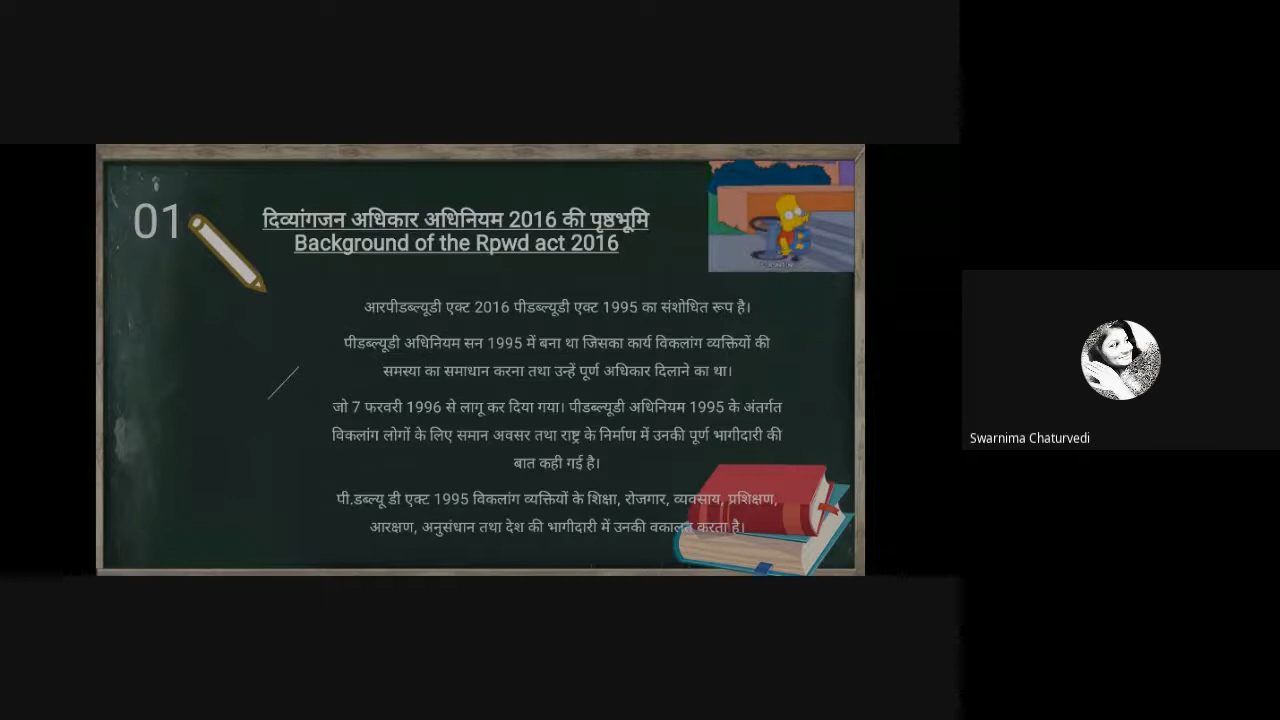 01
दिव्यांगजन अधिकार अधिनियम 2016 की पृष्ठभूमि
Background of the Rpwd act 2016
आरपीडब्ल्यूडी एक्ट 2016 पीडब्ल्यूडी एक्ट 1995 का संशोधित रूप है।
पीडब्ल्यूडी अधिनियम सन 1995 में बना था जिसका कार्य विकलांग व्यक्तियों की
समस्या का समाधान करना तथा उन्हें पूर्ण अधिकार दिलाने का था।
जो 7 फरवरी 1996 से लागू कर दिया गया। पीडब्ल्यूडी अधिनियम 1995 के अंतर्गत
विकलांग लोगों के लिए समान अवसर तथा राष्ट्र के निर्माण में उनकी पूर्ण भागीदारी की
बात कही गई है।
पी.डब्ल्यू डी एक्ट 1995 विकलांग व्यक्तियों के शिक्षा, रोजगार, व्यवसाय, प्रशिक्षण,
आरक्षण, अनुसंधान तथा देश की भागीदारी में उनकी वकालत करता है।
Swarnima Chaturvedi